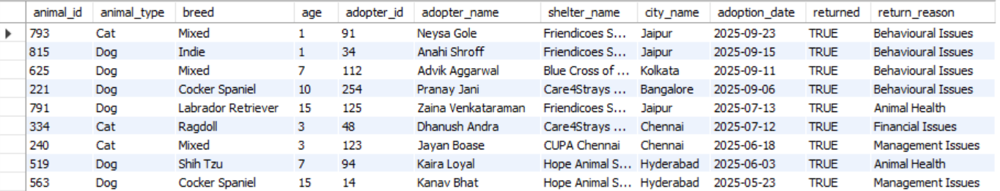 animal_id animal_type breed age adopter_id adopter_name shelter_name city_name adoption_date returned return_reason
793 Cat Mixed 1 91 Neysa Gole Friendicoes S... Jaipur 2025-09-23 TRUE Behavioural Issues
815 Dog Indie 1 34 Anahi Shroff Friendicoes S... Jaipur 2025-09-15 TRUE Behavioural Issues
625 Dog Mixed 7 112 Advik Aggarwal Blue Cross of ... Kolkata 2025-09-11 TRUE Behavioural Issues
221 Dog Cocker Spaniel 10 254 Pranay Jani Care4Strays ... Bangalore 2025-09-06 TRUE Behavioural Issues
791 Dog Labrador Retriever 15 125 Zaina Venkataraman Friendicoes S... Jaipur 2025-07-13 TRUE Animal Health
334 Cat Ragdoll 3 48 Dhanush Andra Care4Strays ... Chennai 2025-07-12 TRUE Financial Issues
240 Cat Mixed 3 123 Jayan Boase CUPA Chennai Chennai 2025-06-18 TRUE Management Issues
519 Dog Shih Tzu 7 94 Kaira Loyal Hope Animal S... Hyderabad 2025-06-03 TRUE Animal Health
563 Dog Cocker Spaniel 15 14 Kanav Bhat Hope Animal S... Hyderabad 2025-05-23 TRUE Management Issues